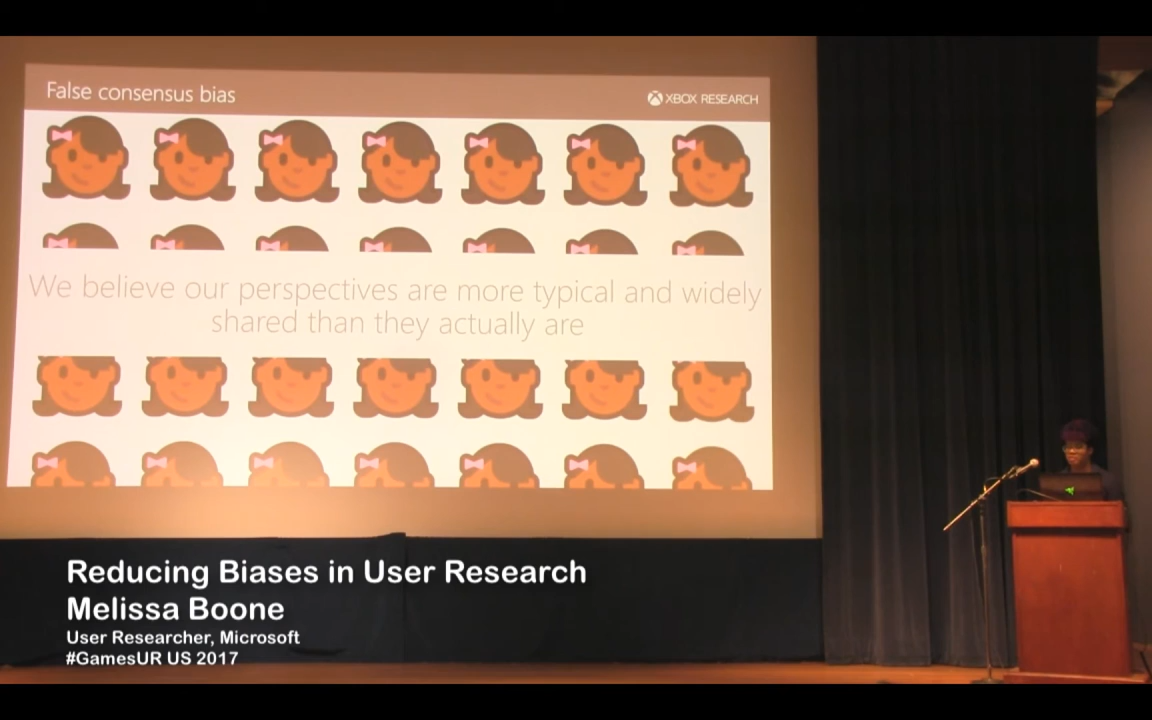 False consensus bias
XBOX RESEARCH
We believe our perspectives are more typical and widely
shared than they actually are
Reducing Biases in User Research
Melissa Boone
User Researcher, Microsoft
#GamesUR US 2017